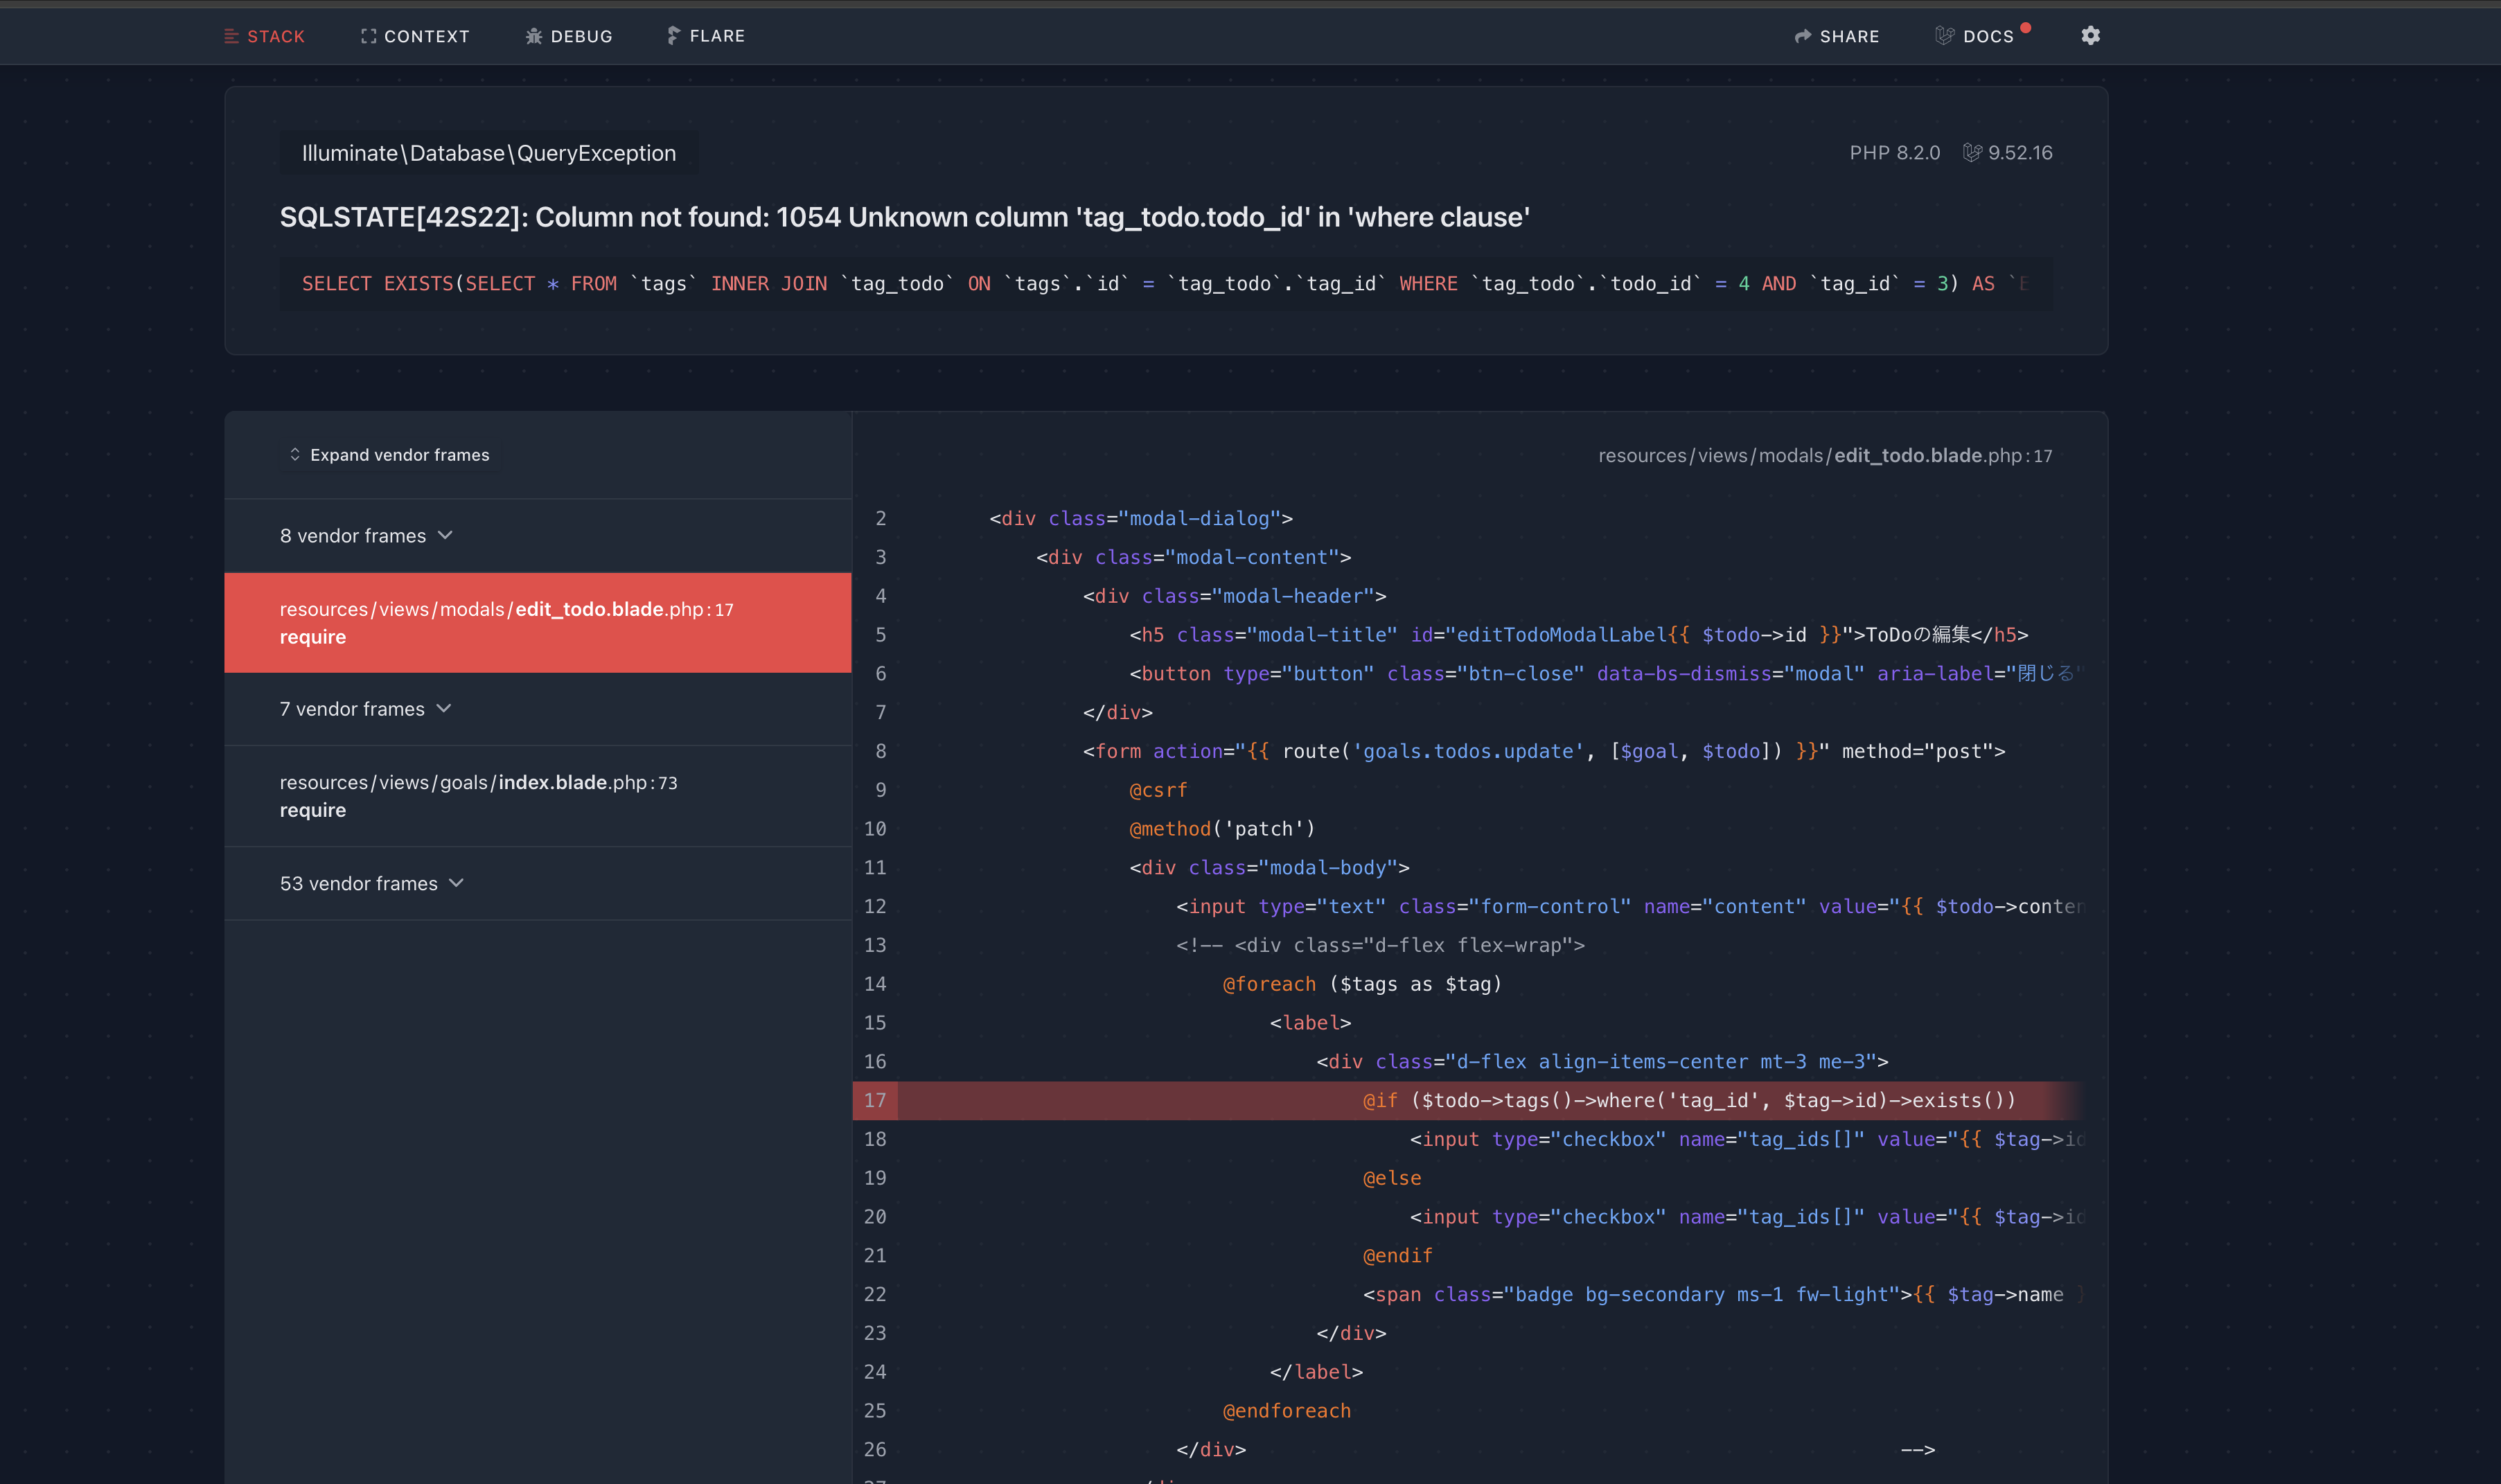 STACK CONTEXT DEBUG FLARE SHARE DOCS
Illuminate\Database\QueryException PHP 8.2.0 9.52.16
SQLSTATE[42S22]: Column not found: 1054 Unknown column 'tag_todo.todo_id' in 'where clause'
SELECT EXISTS(SELECT * FROM `tags` INNER JOIN `tag_todo` ON `tags`.`id` = `tag_todo`.`tag_id` WHERE `tag_todo`.`todo_id` = 4 AND `tag_id` = 3) AS `E
Expand vendor frames
8 vendor frames
resources/views/modals/edit_todo.blade.php:17
require
7 vendor frames
resources/views/goals/index.blade.php:73
require
53 vendor frames
resources/views/modals/edit_todo.blade.php:17
2 <div class="modal-dialog">
3 <div class="modal-content">
4 <div class="modal-header">
5 <h5 class="modal-title" id="editTodoModalLabel{{ $todo->id }}">ToDoの編集</h5>
6 <button type="button" class="btn-close" data-bs-dismiss="modal" aria-label="閉じる"
7 </div>
8 <form action="{{ route('goals.todos.update', [$goal, $todo]) }}" method="post">
9 @csrf
10 @method('patch')
11 <div class="modal-body">
12 <input type="text" class="form-control" name="content" value="{{ $todo->conten
13 <!-- <div class="d-flex flex-wrap">
14 @foreach ($tags as $tag)
15 <label>
16 <div class="d-flex align-items-center mt-3 me-3">
17 @if ($todo->tags()->where('tag_id', $tag->id)->exists())
18 <input type="checkbox" name="tag_ids[]" value="{{ $tag->id
19 @else
20 <input type="checkbox" name="tag_ids[]" value="{{ $tag->id
21 @endif
22 <span class="badge bg-secondary ms-1 fw-light">{{ $tag->name }
23 </div>
24 </label>
25 @endforeach
26 </div> -->